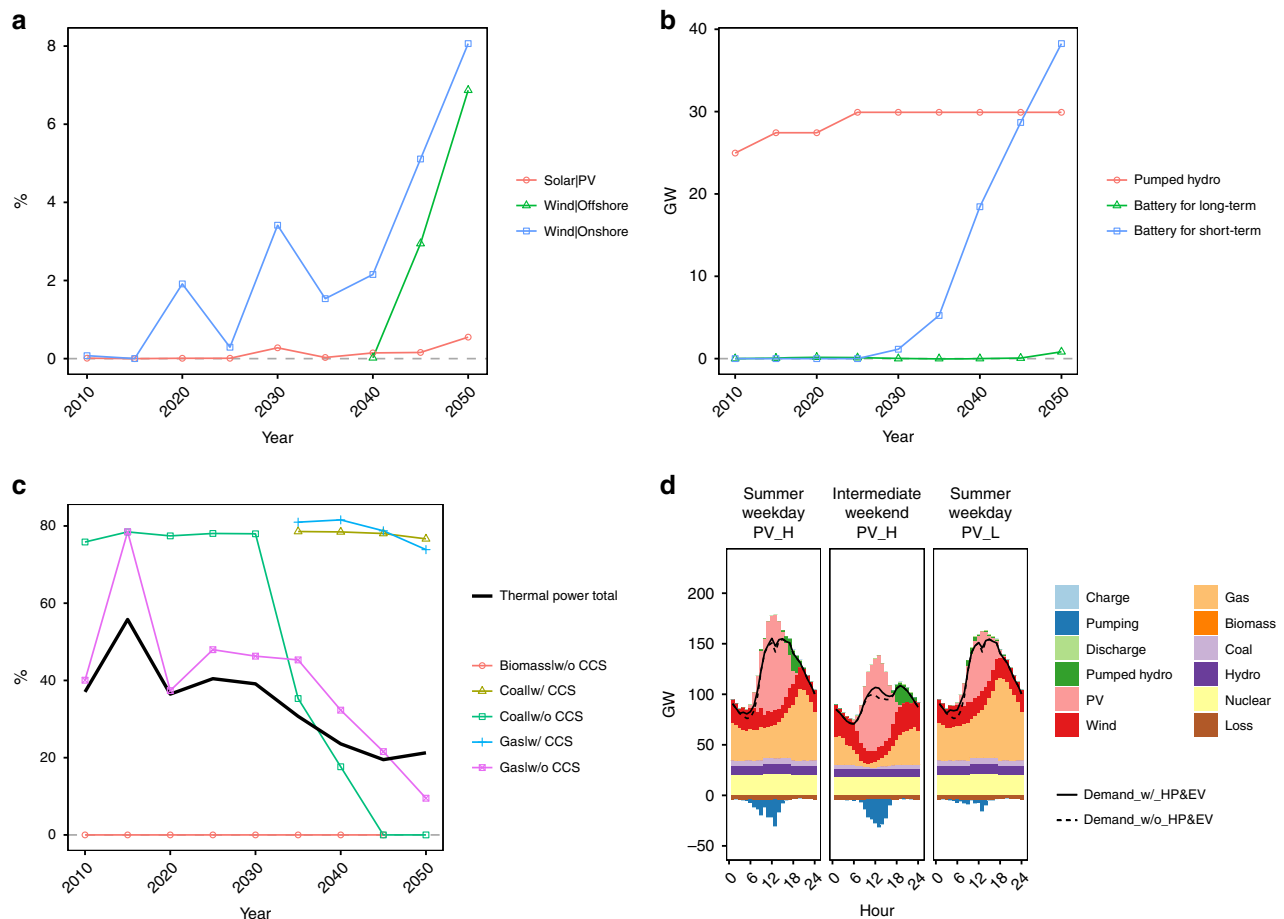 a
8
6
4
2
0
%
2010
2020
2030
2040
2050
Year
Solar|PV
Wind|Offshore
Wind|Onshore
b
40
30
20
10
0
GW
2010
2020
2030
2040
2050
Year
Pumped hydro
Battery for long-term
Battery for short-term
c
80
60
40
20
0
%
2010
2020
2030
2040
2050
Year
Thermal power total
Biomass|w/o CCS
Coal|w/ CCS
Coal|w/o CCS
Gas|w/ CCS
Gas|w/o CCS
d
Summer
weekday
PV_H
Intermediate
weekend
PV_H
Summer
weekday
PV_L
200
150
100
50
0
−50
GW
0
6
12
18
24
0
6
12
18
24
0
6
12
18
24
Hour
Charge
Pumping
Discharge
Pumped hydro
PV
Wind
Gas
Biomass
Coal
Hydro
Nuclear
Loss
Demand_w/_HP&EV
Demand_w/o_HP&EV